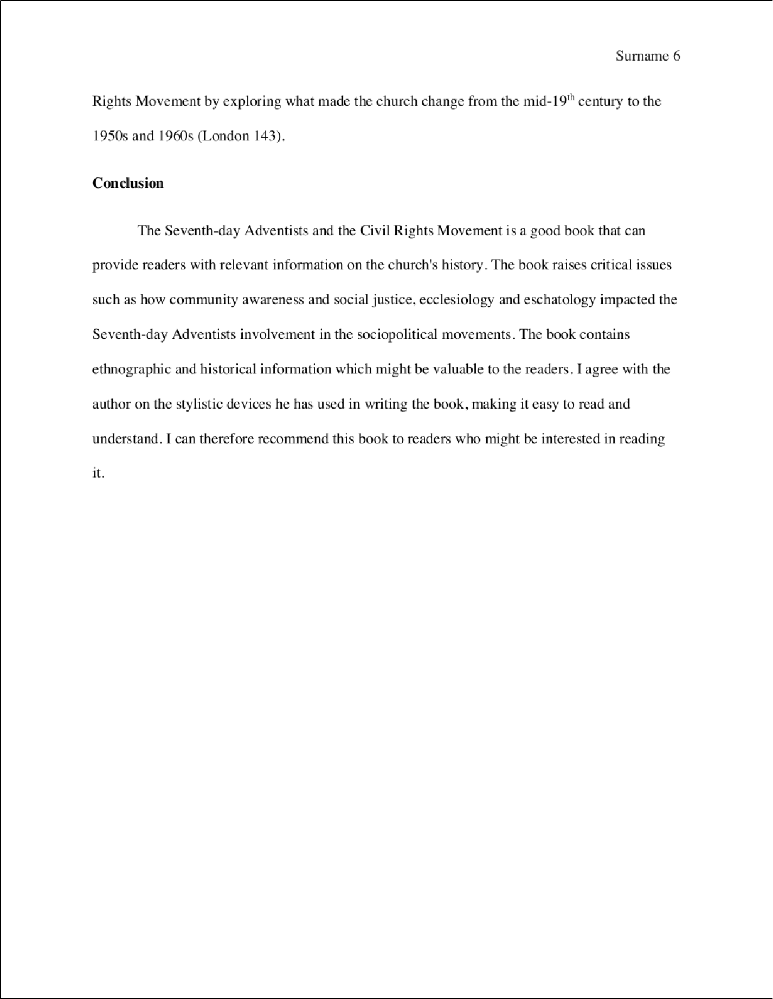 Surname 6
Rights Movement by exploring what made the church change from the mid-19th century to the
1950s and 1960s (London 143).
Conclusion
The Seventh-day Adventists and the Civil Rights Movement is a good book that can
provide readers with relevant information on the church's history. The book raises critical issues
such as how community awareness and social justice, ecclesiology and eschatology impacted the
Seventh-day Adventists involvement in the sociopolitical movements. The book contains
ethnographic and historical information which might be valuable to the readers. I agree with the
author on the stylistic devices he has used in writing the book, making it easy to read and
understand. I can therefore recommend this book to readers who might be interested in reading
it.